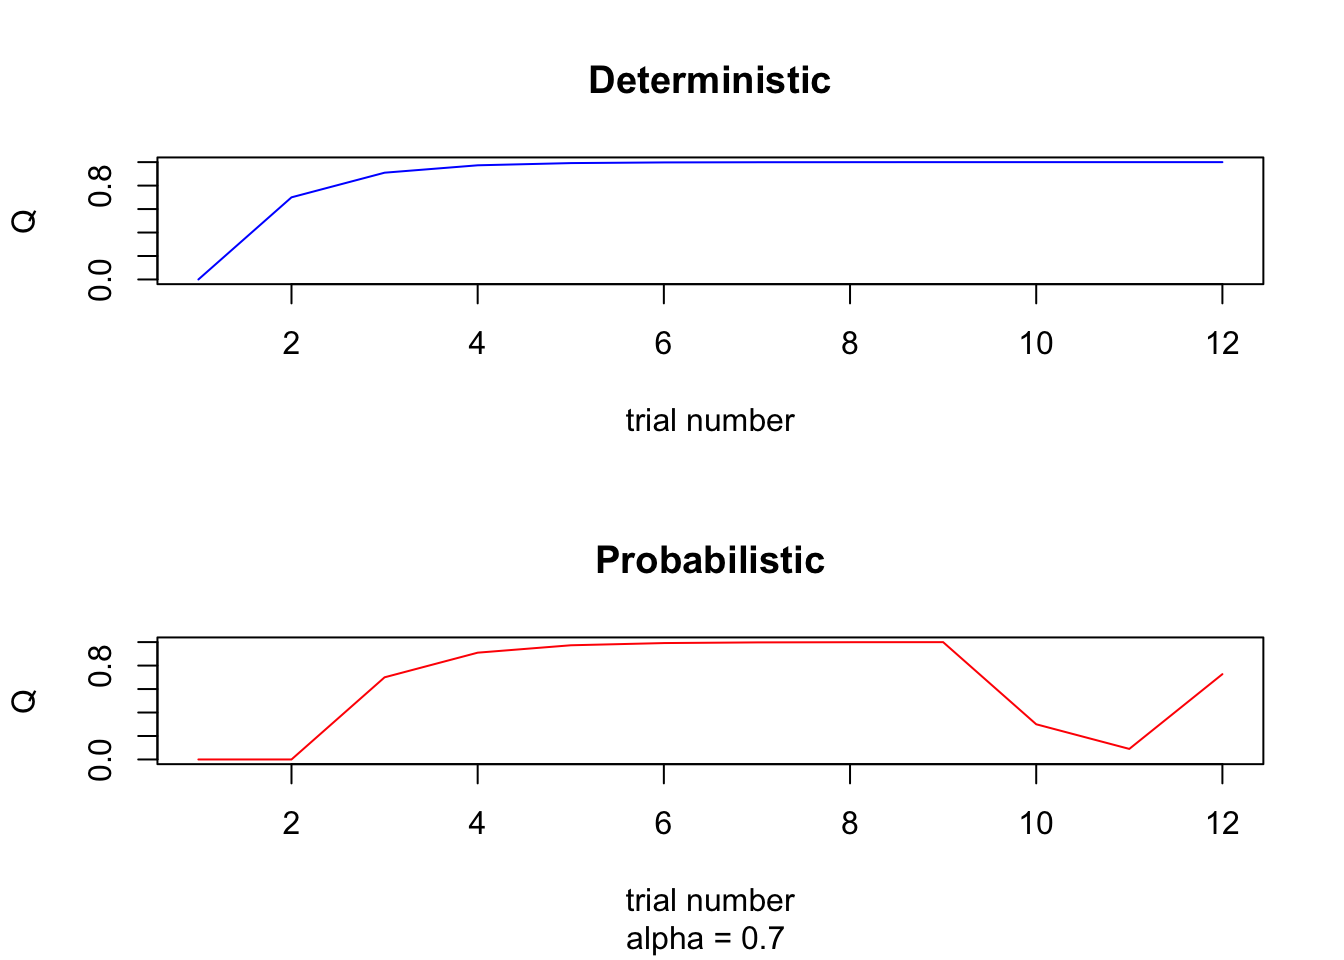 Deterministic
Q
0.8
0.0
2 4 6 8 10 12
trial number
Probabilistic
Q
0.8
0.0
2 4 6 8 10 12
trial number
alpha = 0.7